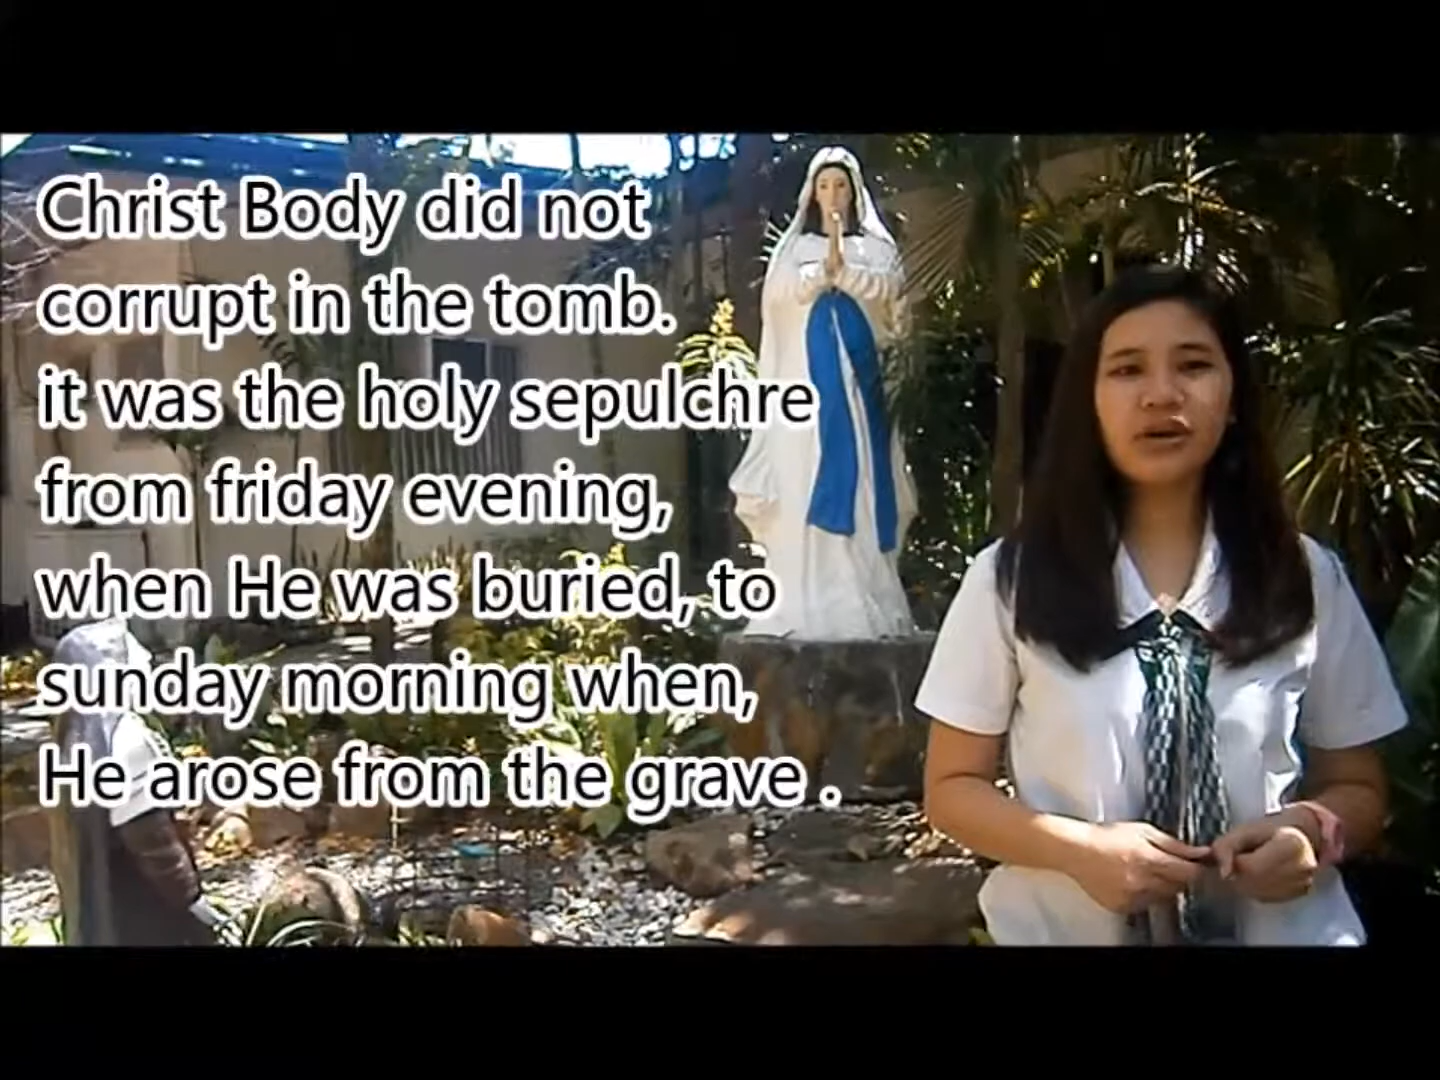 Christ Body did not
corrupt in the tomb.
it was the holy sepulchre
from friday evening,
when He was buried, to
sunday morning when,
He arose from the grave .